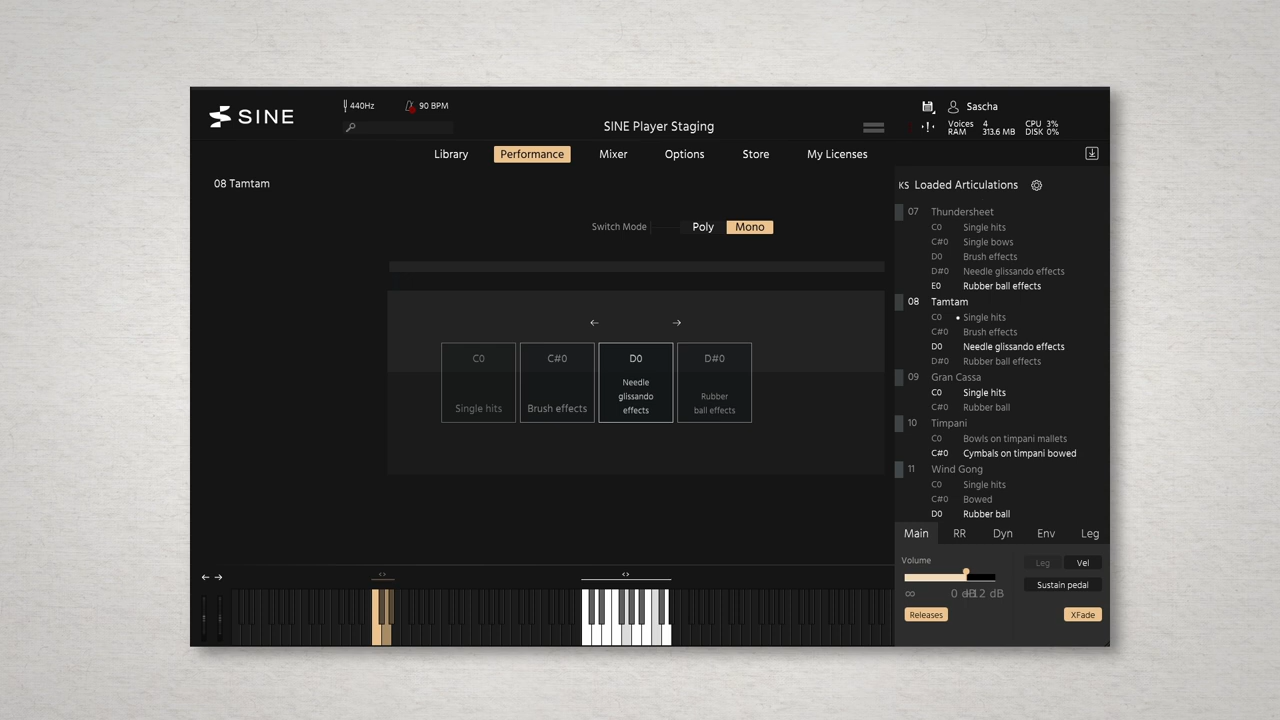 SINE
440Hz
90 BPM
SINE Player Staging
Sascha
Voices 4 CPU 3%
RAM 313.6 MB DISK 0%
Library Performance Mixer Options Store My Licenses
08 Tamtam
Switch Mode Poly Mono
C0 C#0 D0 D#0
Single hits
Brush effects
Needle
glissando
effects
Rubber
ball effects
KS Loaded Articulations
07 Thundersheet
C0 Single hits
C#0 Single bows
D0 Brush effects
D#0 Needle glissando effects
E0 Rubber ball effects
08 Tamtam
C0 Single hits
C#0 Brush effects
D0 Needle glissando effects
D#0 Rubber ball effects
09 Gran Cassa
C0 Single hits
C#0 Rubber ball
10 Timpani
C0 Bowls on timpani mallets
C#0 Cymbals on timpani bowed
11 Wind Gong
C0 Single hits
C#0 Bowed
D0 Rubber ball
Main RR Dyn Env Leg
Volume
Leg Vel
Sustain pedal
∞ 0 dB 12 dB
Releases XFade